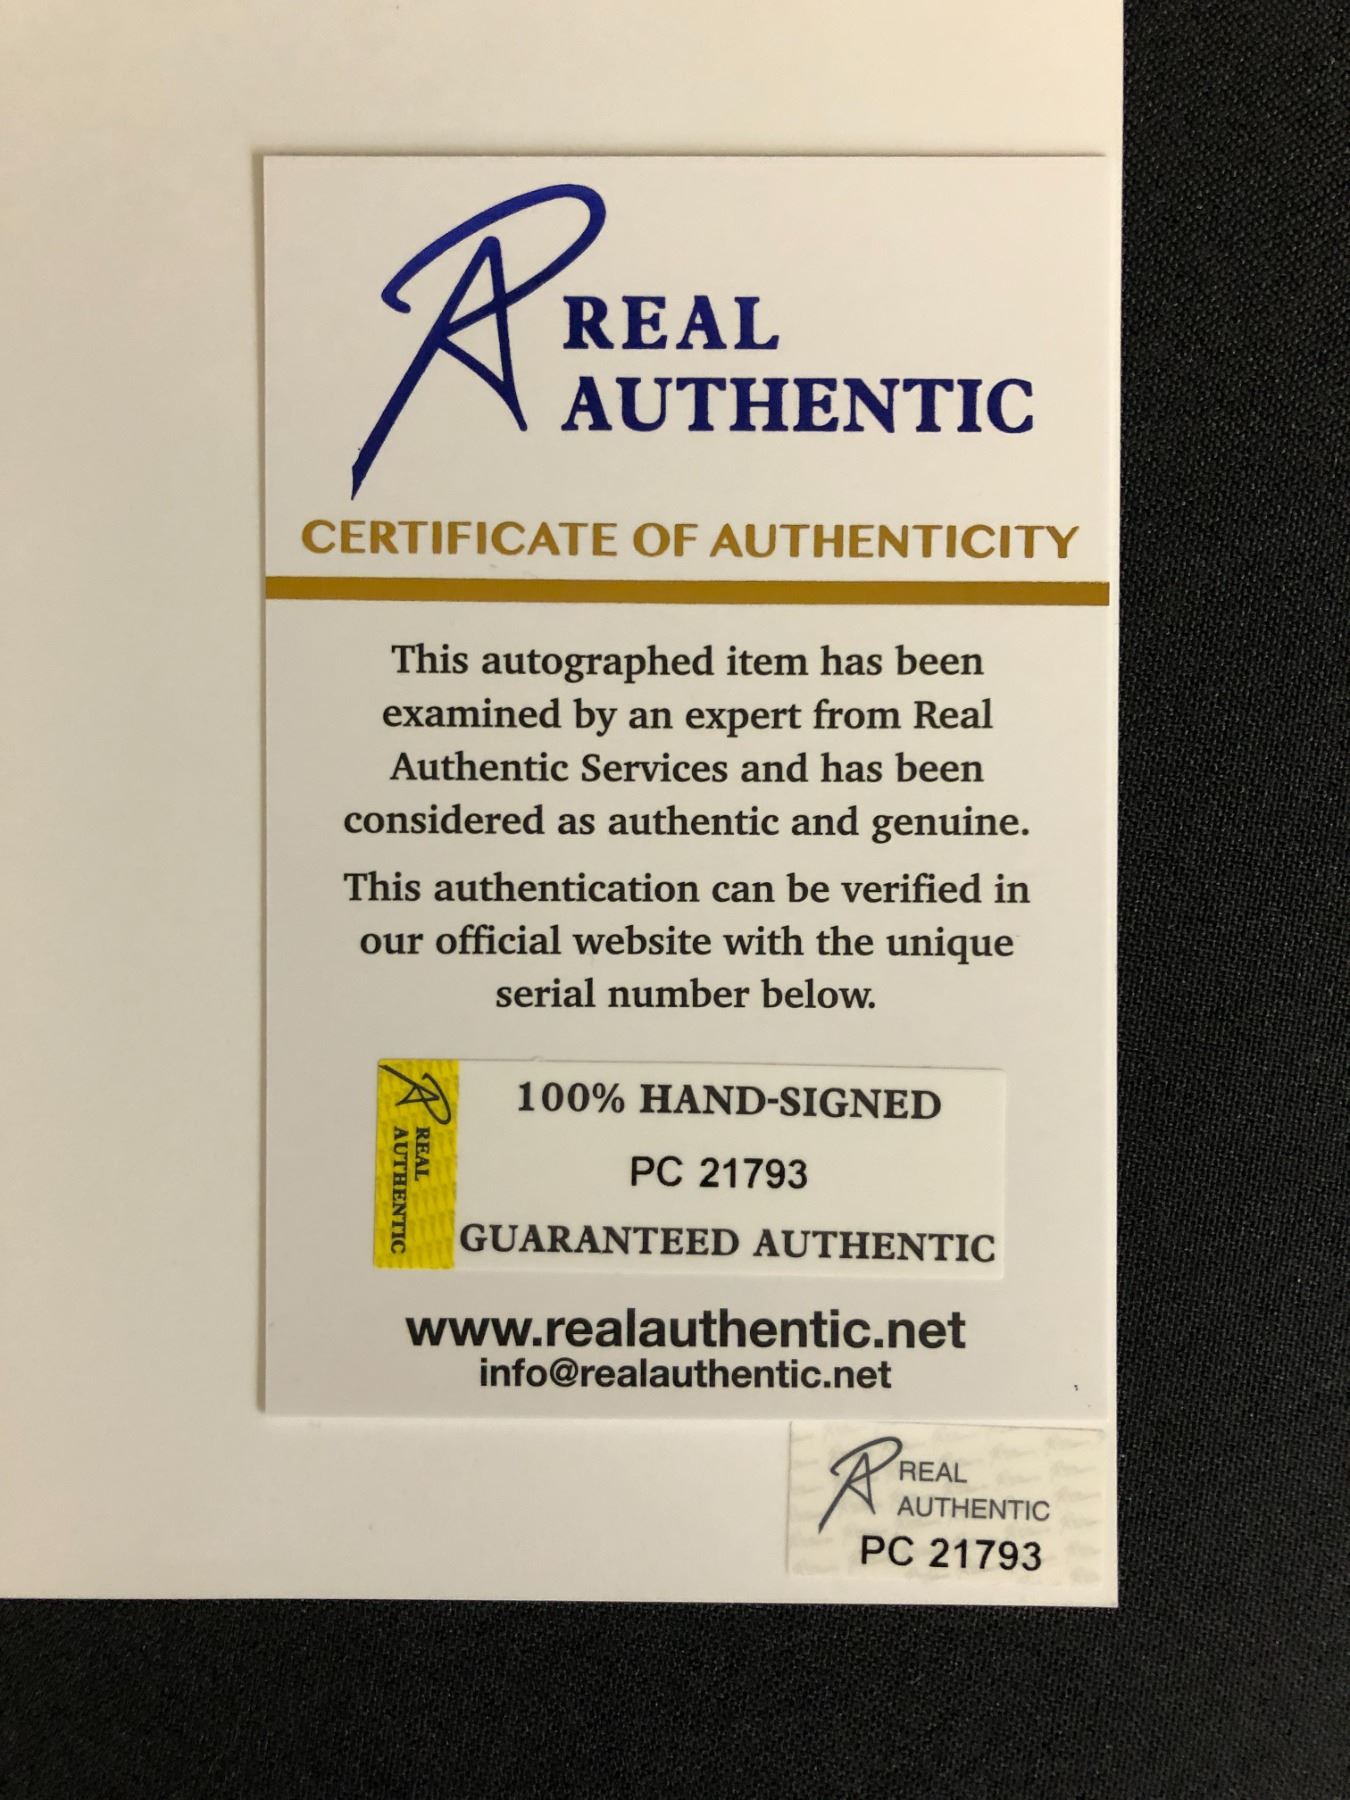 REAL
AUTHENTIC
CERTIFICATE OF AUTHENTICITY
This autographed item has been
examined by an expert from Real
Authentic Services and has been
considered as authentic and genuine.
This authentication can be verified in
our official website with the unique
serial number below.
REAL
AUTHENTIC
100% HAND-SIGNED
PC 21793
GUARANTEED AUTHENTIC
www.realauthentic.net
info@realauthentic.net
REAL
AUTHENTIC
PC 21793